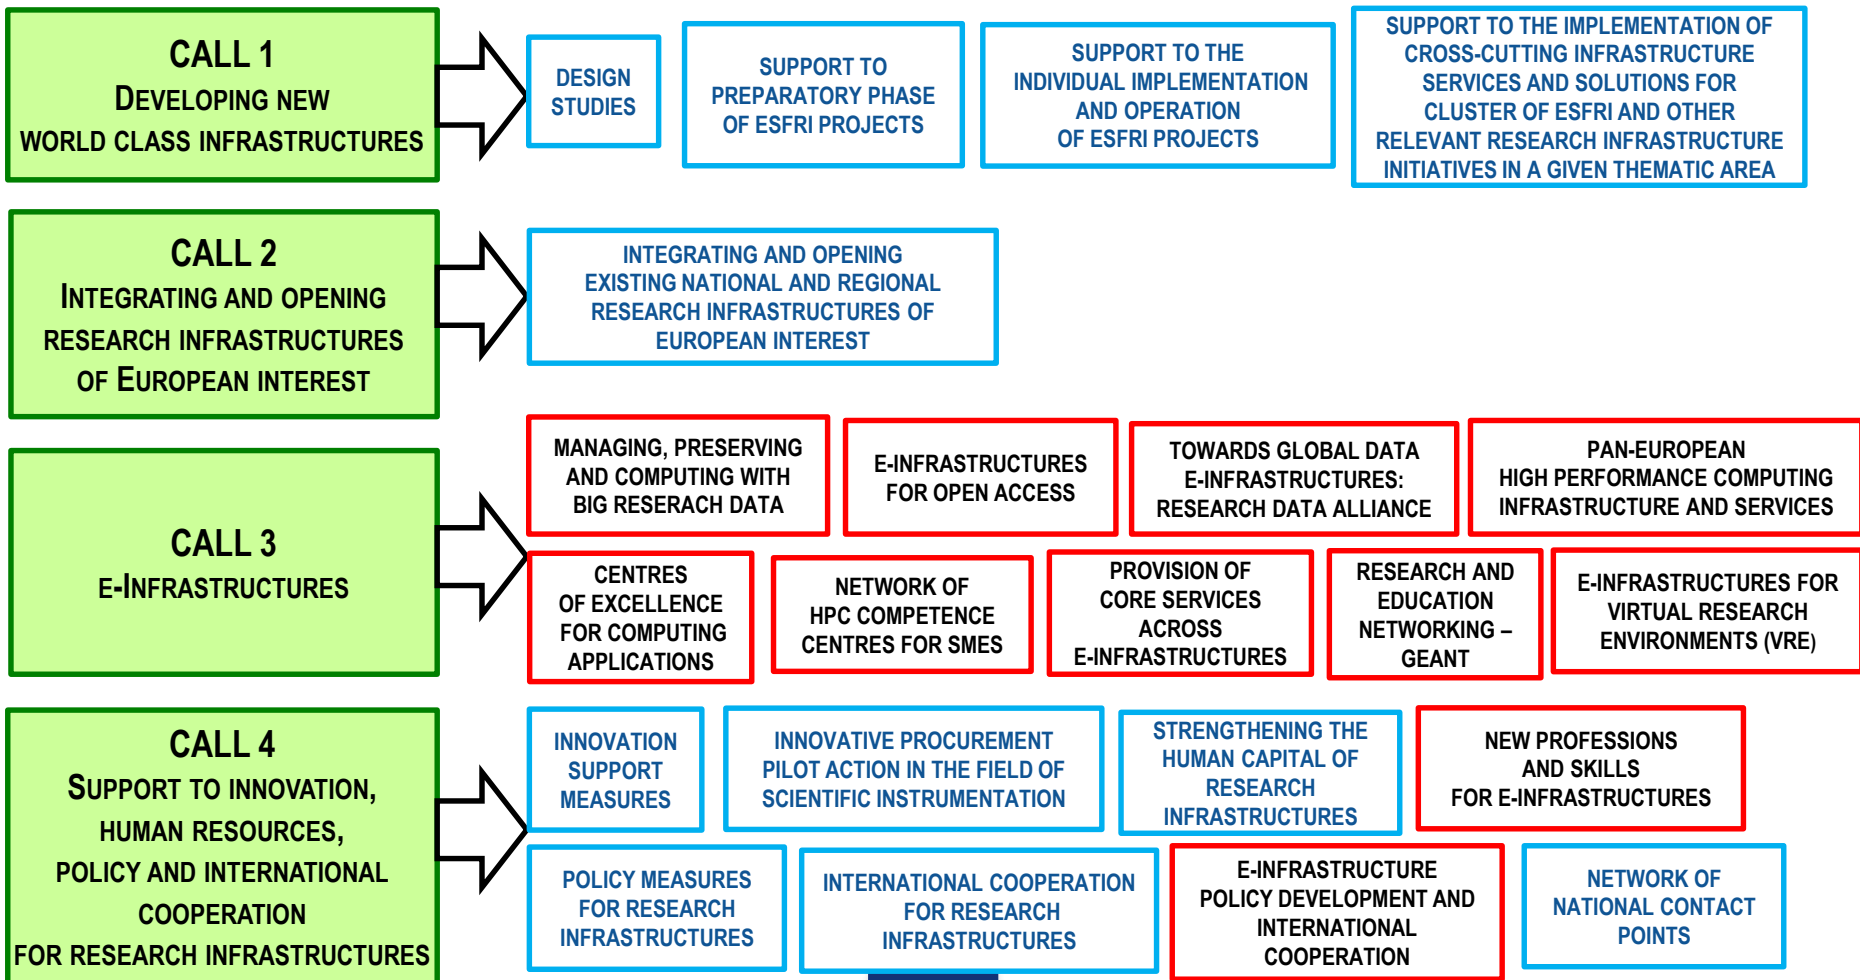 CALL 1
DEVELOPING NEW
WORLD CLASS INFRASTRUCTURES
DESIGN
STUDIES
SUPPORT TO
PREPARATORY PHASE
OF ESFRI PROJECTS
SUPPORT TO THE
INDIVIDUAL IMPLEMENTATION
AND OPERATION
OF ESFRI PROJECTS
SUPPORT TO THE IMPLEMENTATION OF
CROSS-CUTTING INFRASTRUCTURE
SERVICES AND SOLUTIONS FOR
CLUSTER OF ESFRI AND OTHER
RELEVANT RESEARCH INFRASTRUCTURE
INITIATIVES IN A GIVEN THEMATIC AREA
CALL 2
INTEGRATING AND OPENING
RESEARCH INFRASTRUCTURES
OF EUROPEAN INTEREST
INTEGRATING AND OPENING
EXISTING NATIONAL AND REGIONAL
RESEARCH INFRASTRUCTURES OF
EUROPEAN INTEREST
CALL 3
E-INFRASTRUCTURES
MANAGING, PRESERVING
AND COMPUTING WITH
BIG RESERACH DATA
E-INFRASTRUCTURES
FOR OPEN ACCESS
TOWARDS GLOBAL DATA
E-INFRASTRUCTURES:
RESEARCH DATA ALLIANCE
PAN-EUROPEAN
HIGH PERFORMANCE COMPUTING
INFRASTRUCTURE AND SERVICES
CENTRES
OF EXCELLENCE
FOR COMPUTING
APPLICATIONS
NETWORK OF
HPC COMPETENCE
CENTRES FOR SMES
PROVISION OF
CORE SERVICES
ACROSS
E-INFRASTRUCTURES
RESEARCH AND
EDUCATION
NETWORKING –
GEANT
E-INFRASTRUCTURES FOR
VIRTUAL RESEARCH
ENVIRONMENTS (VRE)
CALL 4
SUPPORT TO INNOVATION,
HUMAN RESOURCES,
POLICY AND INTERNATIONAL
COOPERATION
FOR RESEARCH INFRASTRUCTURES
INNOVATION
SUPPORT
MEASURES
INNOVATIVE PROCUREMENT
PILOT ACTION IN THE FIELD OF
SCIENTIFIC INSTRUMENTATION
STRENGTHENING THE
HUMAN CAPITAL OF
RESEARCH
INFRASTRUCTURES
NEW PROFESSIONS
AND SKILLS
FOR E-INFRASTRUCTURES
POLICY MEASURES
FOR RESEARCH
INFRASTRUCTURES
INTERNATIONAL COOPERATION
FOR RESEARCH
INFRASTRUCTURES
E-INFRASTRUCTURE
POLICY DEVELOPMENT AND
INTERNATIONAL
COOPERATION
NETWORK OF
NATIONAL CONTACT
POINTS